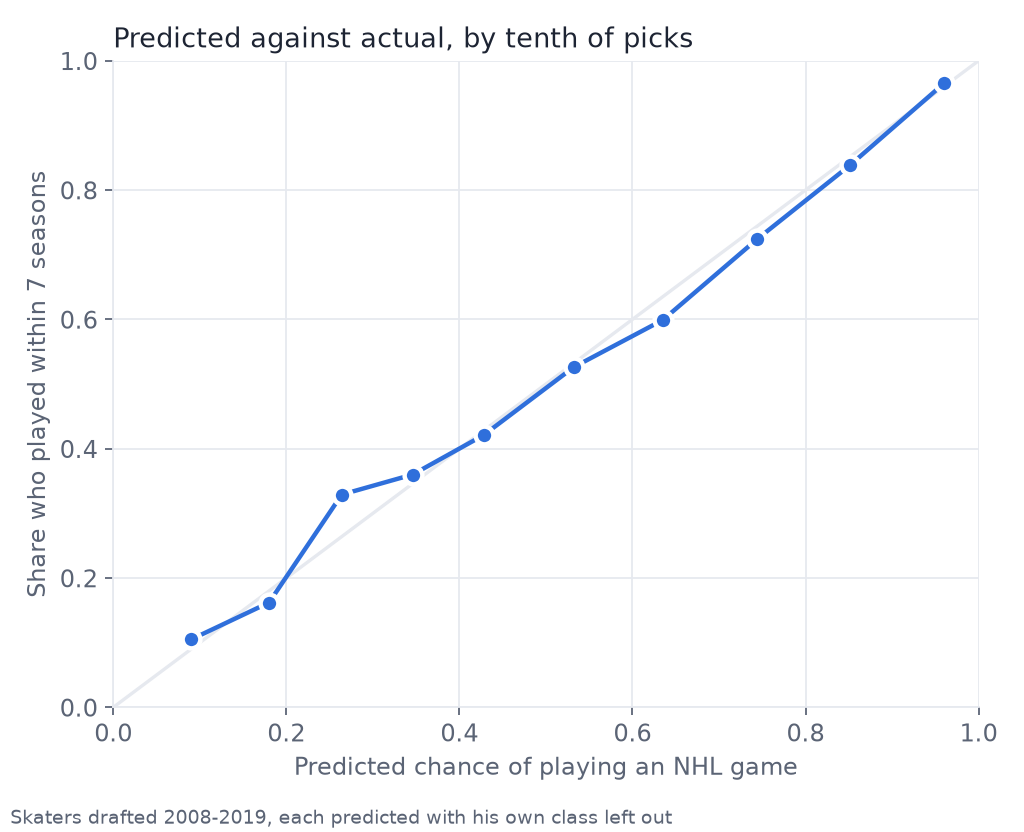 Predicted against actual, by tenth of picks
1.0
0.8
0.6
0.4
0.2
0.0
Share who played within 7 seasons
0.0 0.2 0.4 0.6 0.8 1.0
Predicted chance of playing an NHL game
Skaters drafted 2008-2019, each predicted with his own class left out